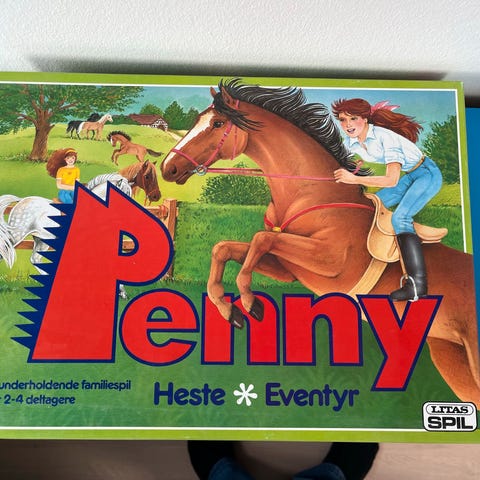 Penny
Heste * Eventyr
underholdende familiespil
2-4 deltagere
LITAS
SPIL